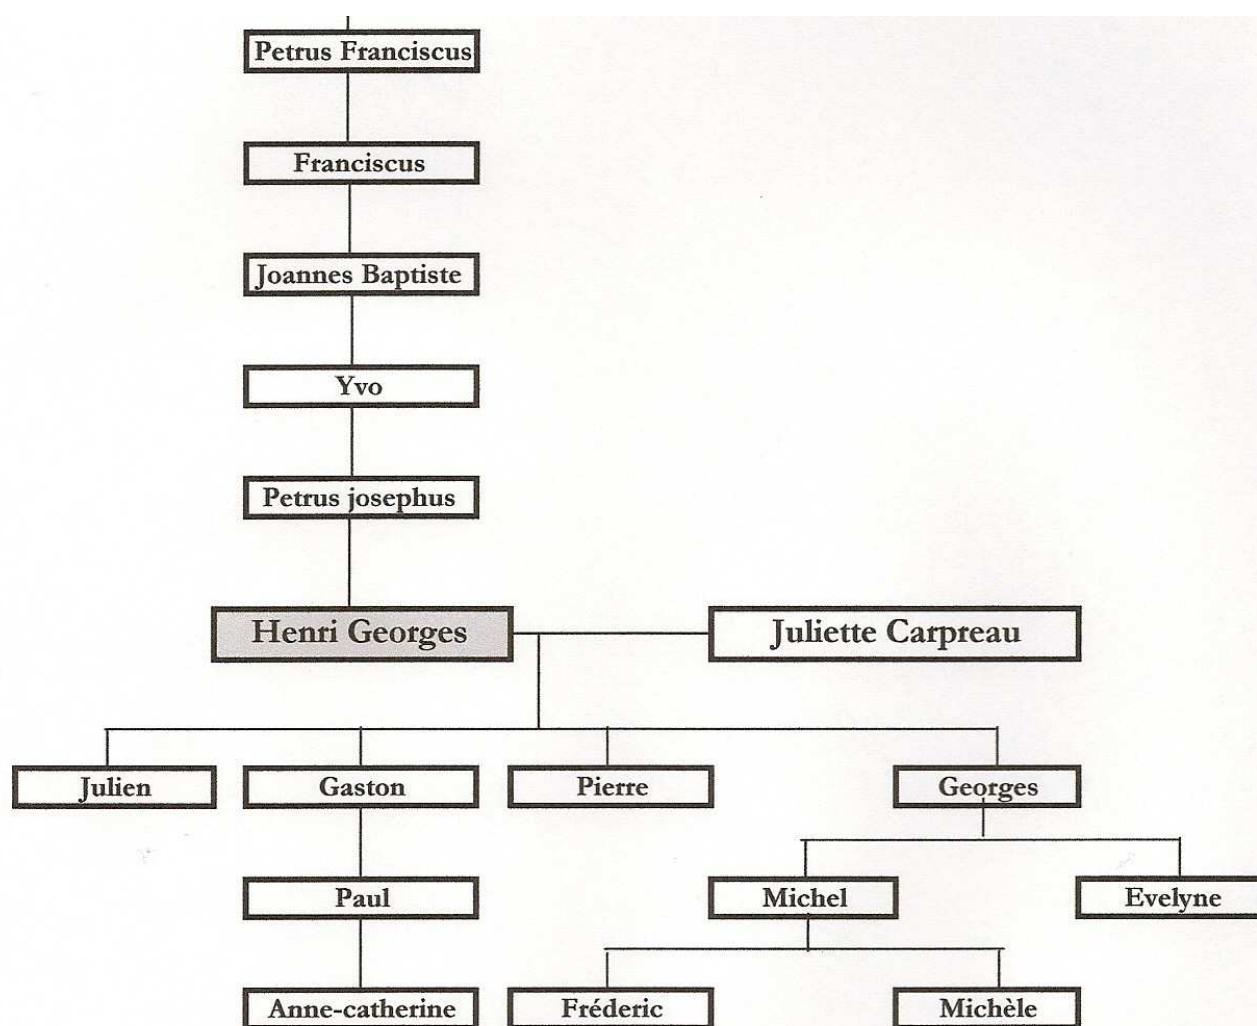 Petrus Franciscus
Franciscus
Joannes Baptiste
Yvo
Petrus josephus
Henri Georges
Juliette Carpreau
Julien
Gaston
Pierre
Georges
Paul
Michel
Evelyne
Anne-catherine
Fréderic
Michèle